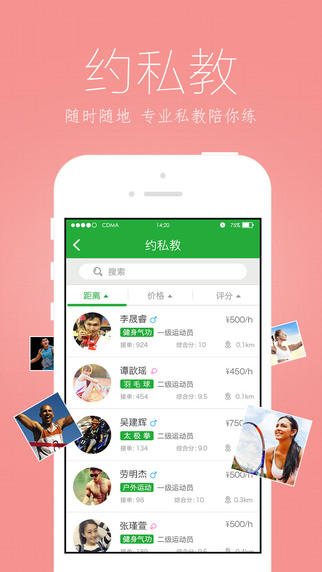 约私教
随时随地 专业私教陪你练
CDMA 14:20 75%
约私教
搜索
距离 价格 评分
李晟睿 ¥500/h
健身气功 一级运动员
接单: 924 综合分: 10 0.1km
谭歆瑶 ¥450/h
羽毛球 二级运动员
接单: 634 综合分: 9.5 0.1km
吴建辉 ¥750
太极拳 二级运动员
接单: 545 综合分: 9.0
劳明杰 ¥500/h
户外运动 一级运动员
接单: 443 综合分: 10 0.3km
张瑾萱 ¥500/h
健身气功 二级运动员